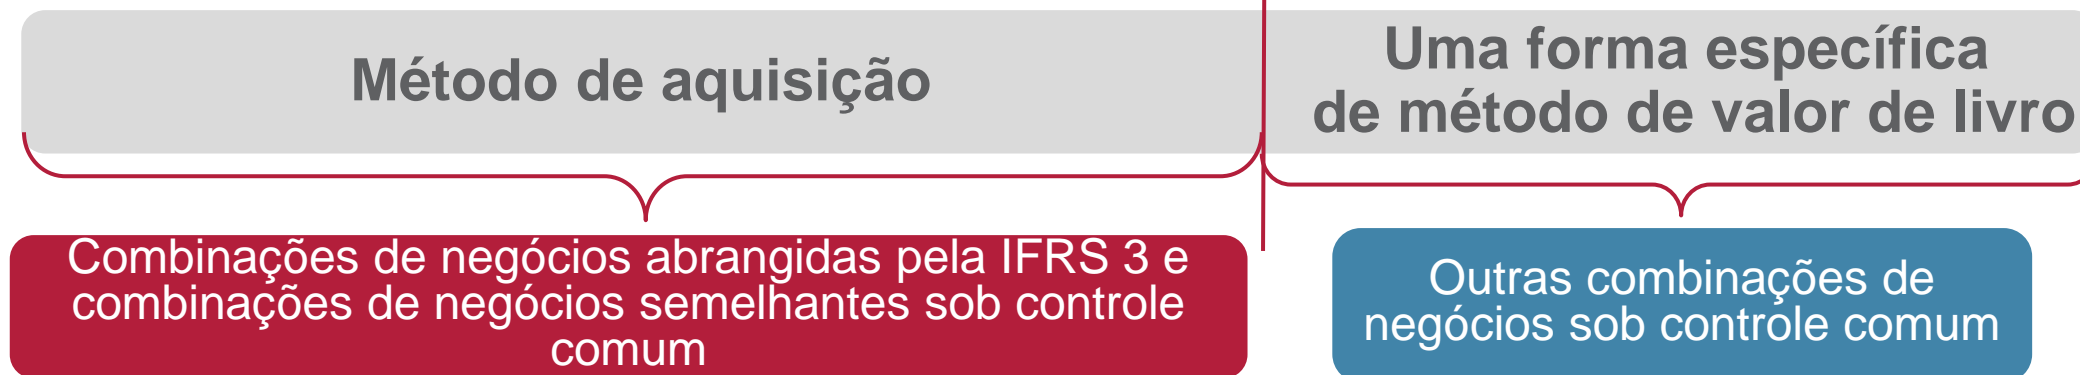 Método de aquisição
Uma forma específica
de método de valor de livro
Combinações de negócios abrangidas pela IFRS 3 e
combinações de negócios semelhantes sob controle
comum
Outras combinações de
negócios sob controle comum